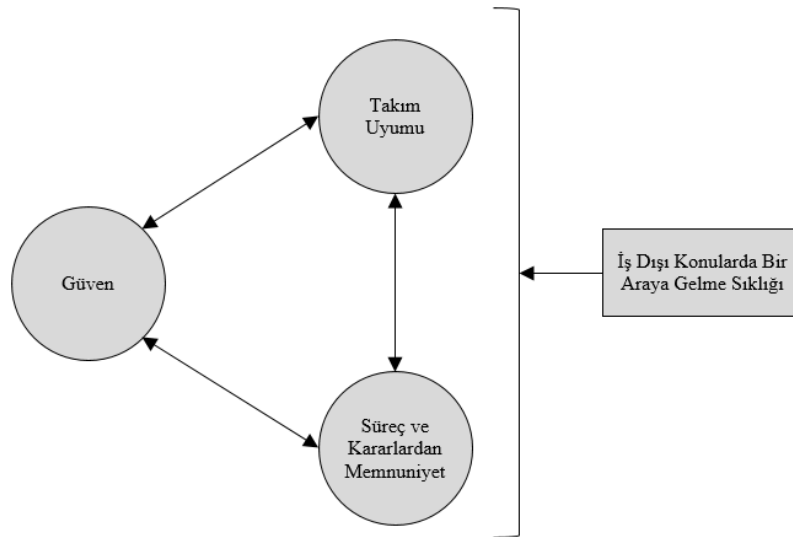 Takım
Uyumu
Güven
İş Dışı Konularda Bir
Araya Gelme Sıklığı
Süreç ve
Kararlardan
Memnuniyet